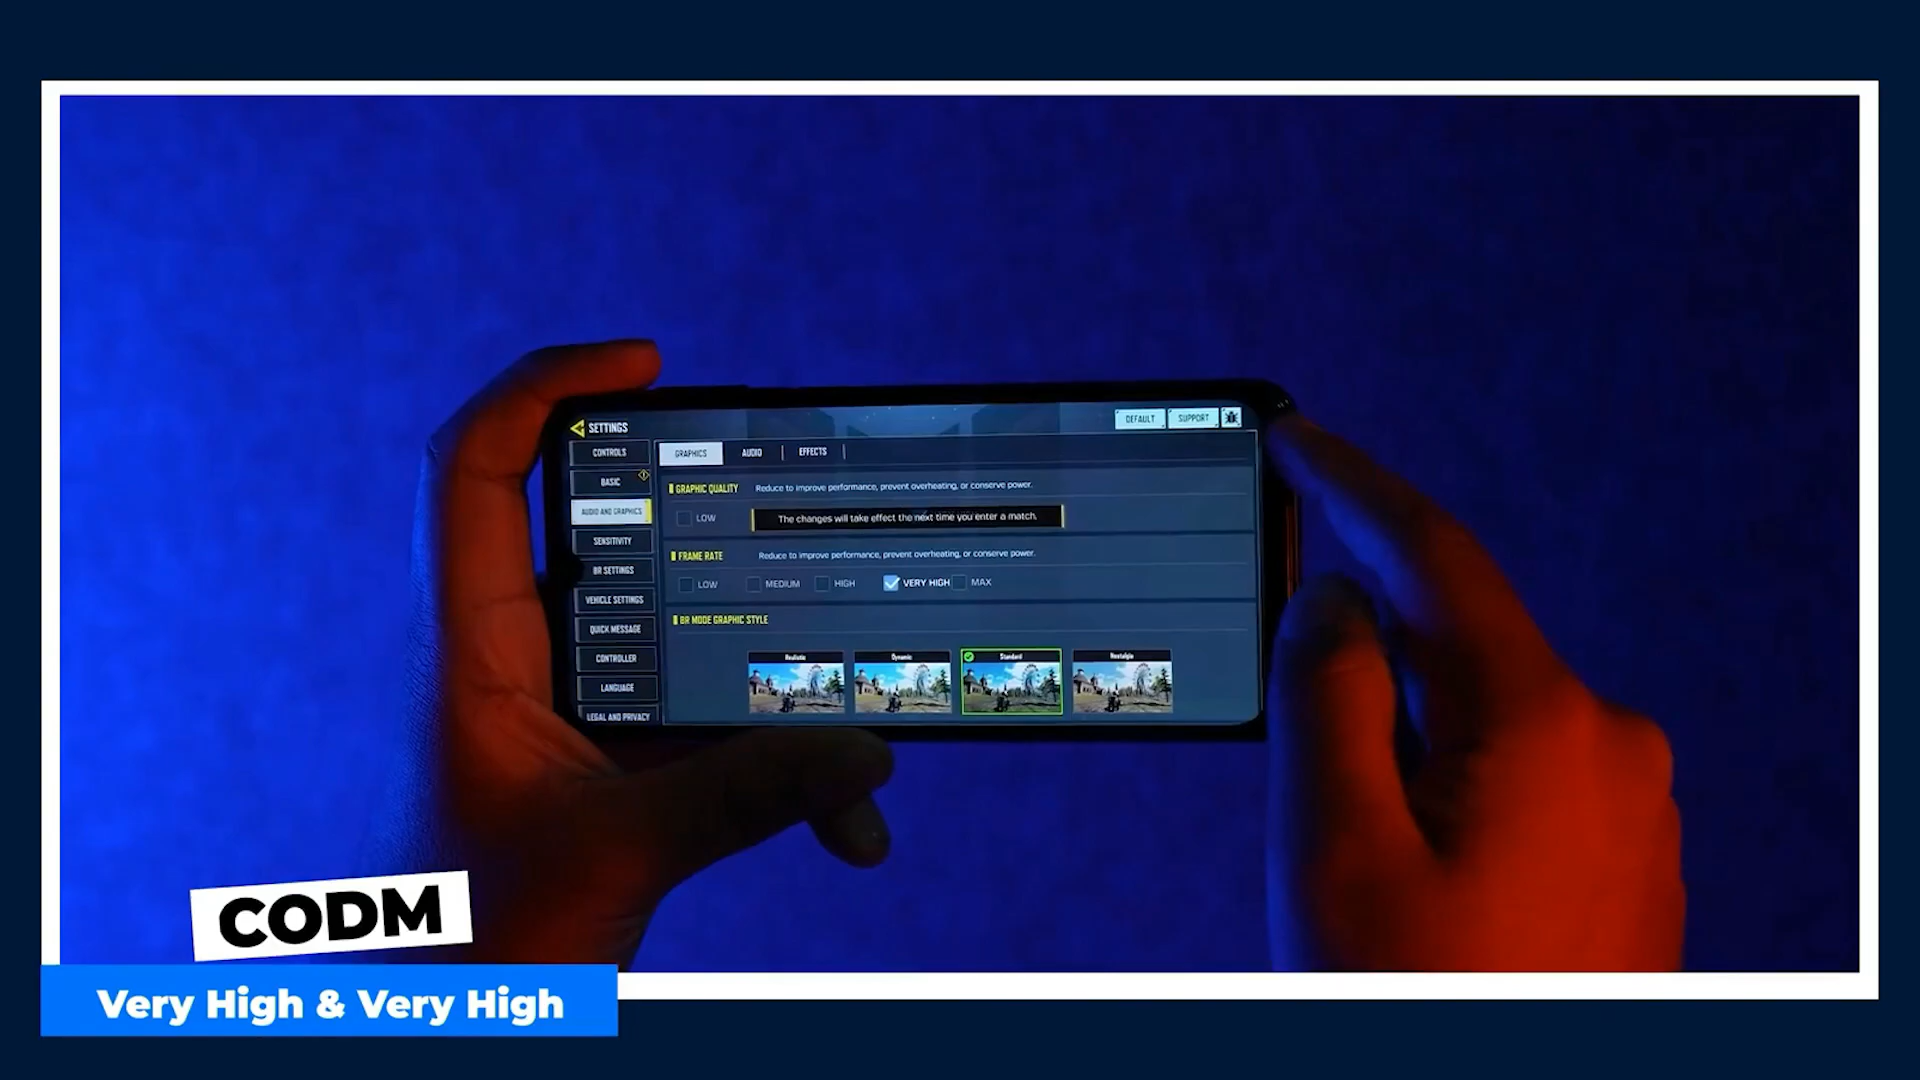 SETTINGS
DEFAULT
SUPPORT
CONTROLS
BASIC
AUDIO AND GRAPHICS
SENSITIVITY
BR SETTINGS
VEHICLE SETTINGS
QUICK MESSAGE
CONTROLLER
LANGUAGE
LEGAL AND PRIVACY
GRAPHICS
AUDIO
EFFECTS
GRAPHIC QUALITY Reduce to improve performance, prevent overheating, or conserve power.
LOW
The changes will take effect the next time you enter a match.
FRAME RATE Reduce to improve performance, prevent overheating, or conserve power.
LOW MEDIUM HIGH VERY HIGH MAX
BR MODE GRAPHIC STYLE
Realistic Dynamic Standard Nostalgia
CODM
Very High & Very High